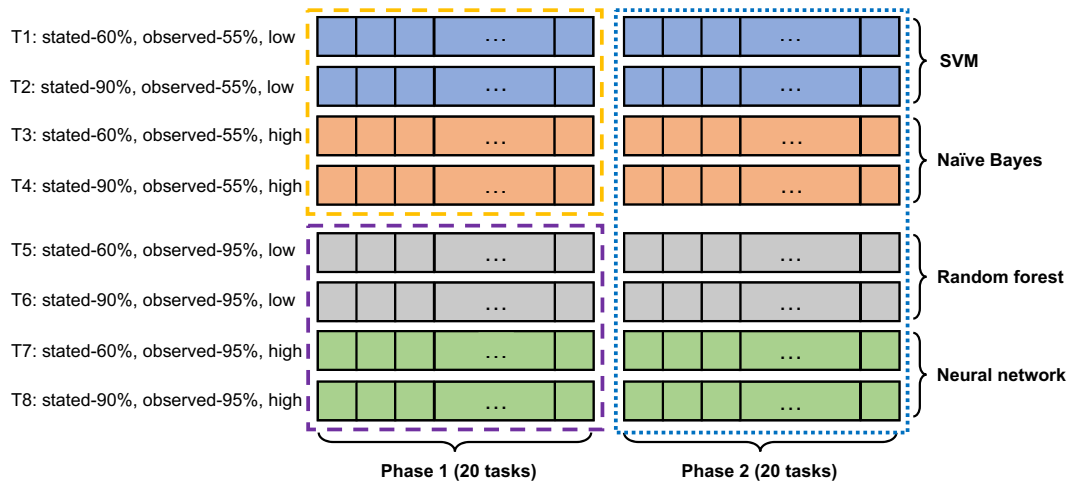 T1: stated-60%, observed-55%, low
...
...
SVM
T2: stated-90%, observed-55%, low
...
...
T3: stated-60%, observed-55%, high
...
...
Naïve Bayes
T4: stated-90%, observed-55%, high
...
...
T5: stated-60%, observed-95%, low
...
...
Random forest
T6: stated-90%, observed-95%, low
...
...
T7: stated-60%, observed-95%, high
...
...
Neural network
T8: stated-90%, observed-95%, high
...
...
Phase 1 (20 tasks)
Phase 2 (20 tasks)